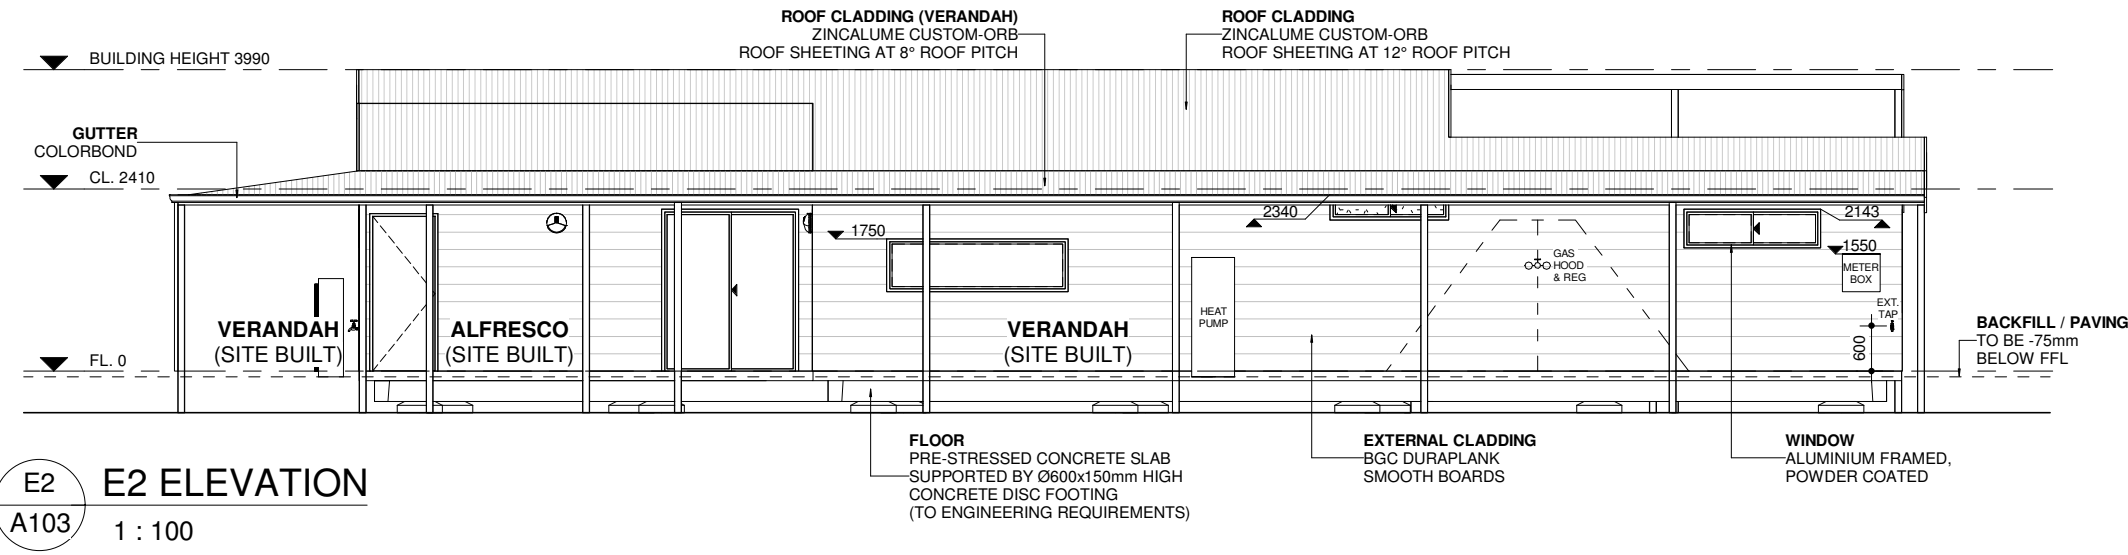 ROOF CLADDING (VERANDAH)
ZINCALUME CUSTOM-ORB
ROOF SHEETING AT 8° ROOF PITCH
ROOF CLADDING
ZINCALUME CUSTOM-ORB
ROOF SHEETING AT 12° ROOF PITCH
BUILDING HEIGHT 3990
GUTTER
COLORBOND
CL. 2410
2340
2143
1750
1550
GAS
HOOD
& REG
METER
BOX
HEAT
PUMP
EXT.
TAP
600
VERANDAH
(SITE BUILT)
ALFRESCO
(SITE BUILT)
VERANDAH
(SITE BUILT)
FL. 0
BACKFILL / PAVING
TO BE -75mm
BELOW FFL
FLOOR
PRE-STRESSED CONCRETE SLAB
SUPPORTED BY Ø600x150mm HIGH
CONCRETE DISC FOOTING
(TO ENGINEERING REQUIREMENTS)
EXTERNAL CLADDING
BGC DURAPLANK
SMOOTH BOARDS
WINDOW
ALUMINIUM FRAMED,
POWDER COATED
E2
A103
E2 ELEVATION
1 : 100